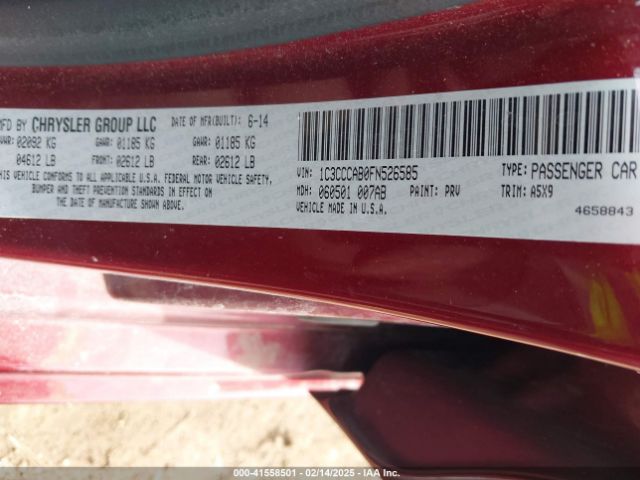 MFD BY CHRYSLER GROUP LLC DATE OF MFR(BUILT): 6-14
GVWR: 02092 KG GAWR: 01185 KG GAWR: 01185 KG
04612 LB FRONT: 02612 LB REAR: 02612 LB
THIS VEHICLE CONFORMS TO ALL APPLICABLE U.S.A. FEDERAL MOTOR VEHICLE SAFETY,
BUMPER AND THEFT PREVENTION STANDARDS IN EFFECT ON
THE DATE OF MANUFACTURE SHOWN ABOVE.
VIN: 1C3CCCAB0FN526585 TYPE: PASSENGER CAR
MDH: 060501 007AB PAINT: PRV TRIM: A5X9
VEHICLE MADE IN U.S.A. 4658843
000-41558501 - 02/14/2025 - IAA Inc.